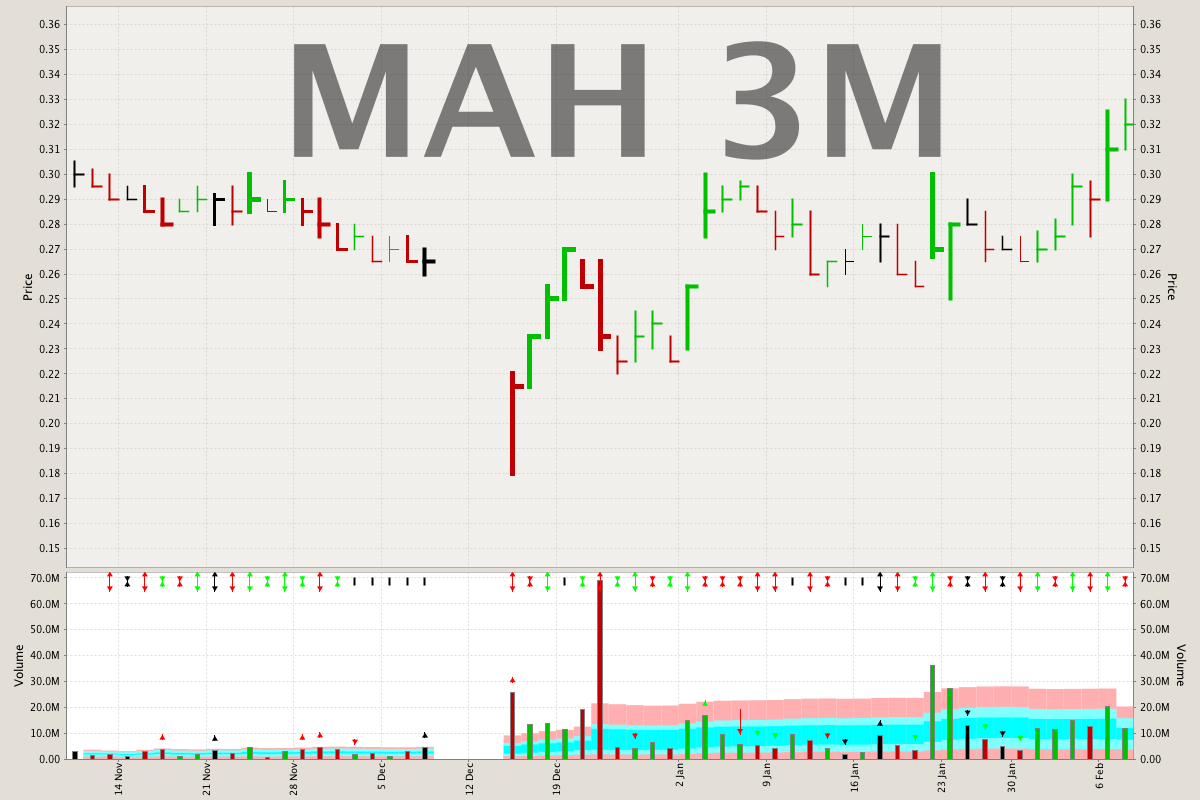 MAH 3M
0.36 0.36
0.35 0.35
0.34 0.34
0.33 0.33
0.32 0.32
0.31 0.31
0.30 0.30
0.29 0.29
0.28 0.28
0.27 0.27
0.26 0.26
Price Price
0.25 0.25
0.24 0.24
0.23 0.23
0.22 0.22
0.21 0.21
0.20 0.20
0.19 0.19
0.18 0.18
0.17 0.17
0.16 0.16
0.15 0.15
70.0M 70.0M
60.0M 60.0M
50.0M 50.0M
40.0M 40.0M
Volume Volume
30.0M 30.0M
20.0M 20.0M
10.0M 10.0M
0.00 0.00
14 Nov 21 Nov 28 Nov 5 Dec 12 Dec 19 Dec 2 Jan 9 Jan 16 Jan 23 Jan 30 Jan 6 Feb